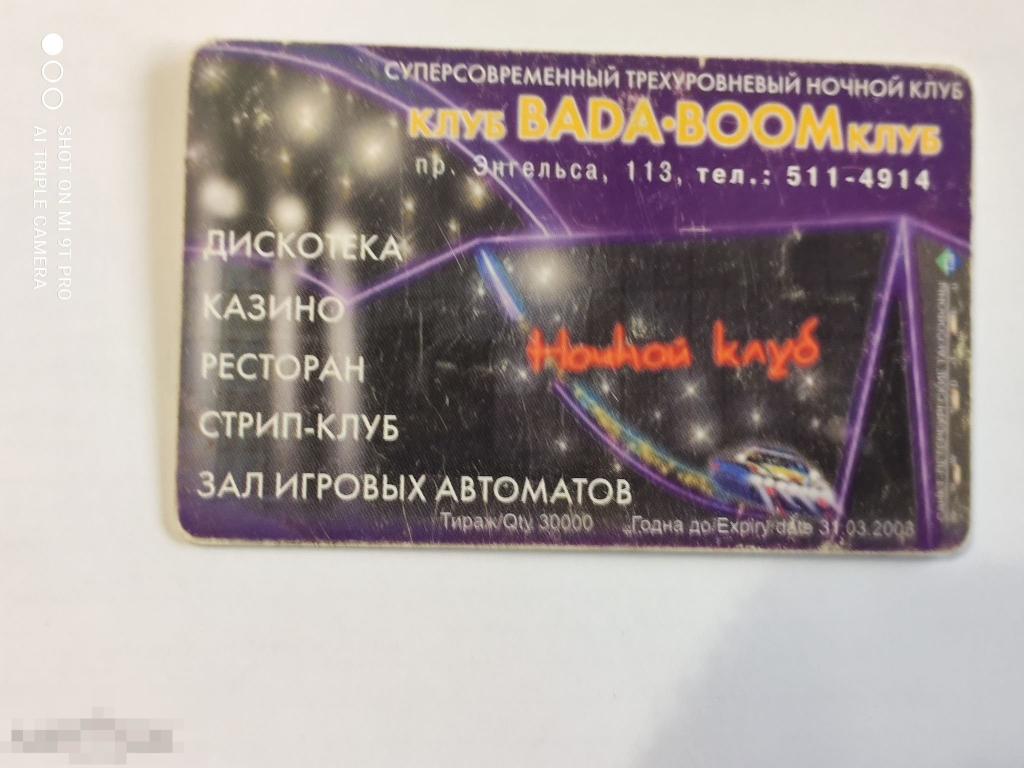 СУПЕРСОВРЕМЕННЫЙ ТРЕХУРОВНЕВЫЙ НОЧНОЙ КЛУБ
КЛУБ BADA•BOOM КЛУБ
пр. Энгельса, 113, тел.: 511-4914
ДИСКОТЕКА
КАЗИНО
РЕСТОРАН
СТРИП-КЛУБ
ЗАЛ ИГРОВЫХ АВТОМАТОВ
Ночной клуб
Тираж/Qty 30000 Годна до/Expiry date 31.03.2003
SHOT ON MI 9T PRO
AI TRIPLE CAMERA